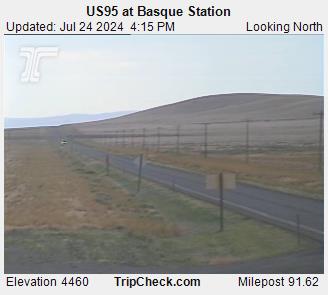 US95 at Basque Station
Updated: Jul 24 2024 4:15 PM Looking North
Elevation 4460 TripCheck.com Milepost 91.62